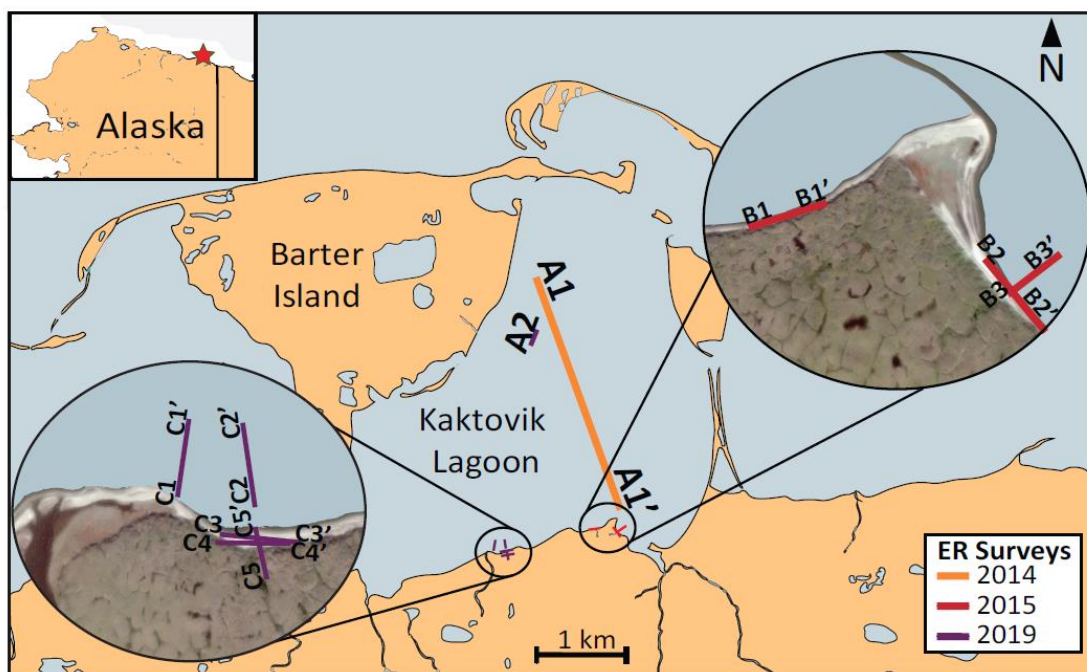 Alaska
N
Barter
Island
A1
A2
Kaktovik
Lagoon
A1’
B1
B1’
B2
B3’
B3
B2’
C1’
C2’
C1
C2
C5’
C3
C3’
C4
C4’
C5
1 km
ER Surveys
2014
2015
2019